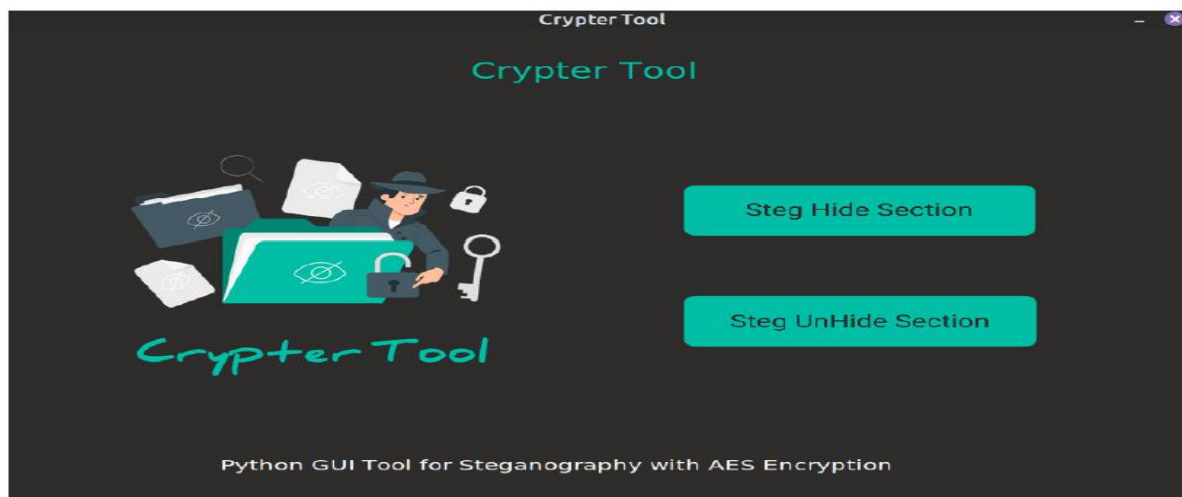 Crypter Tool
Crypter Tool
Steg Hide Section
Crypter Tool
Steg UnHide Section
Python GUI Tool for Steganography with AES Encryption